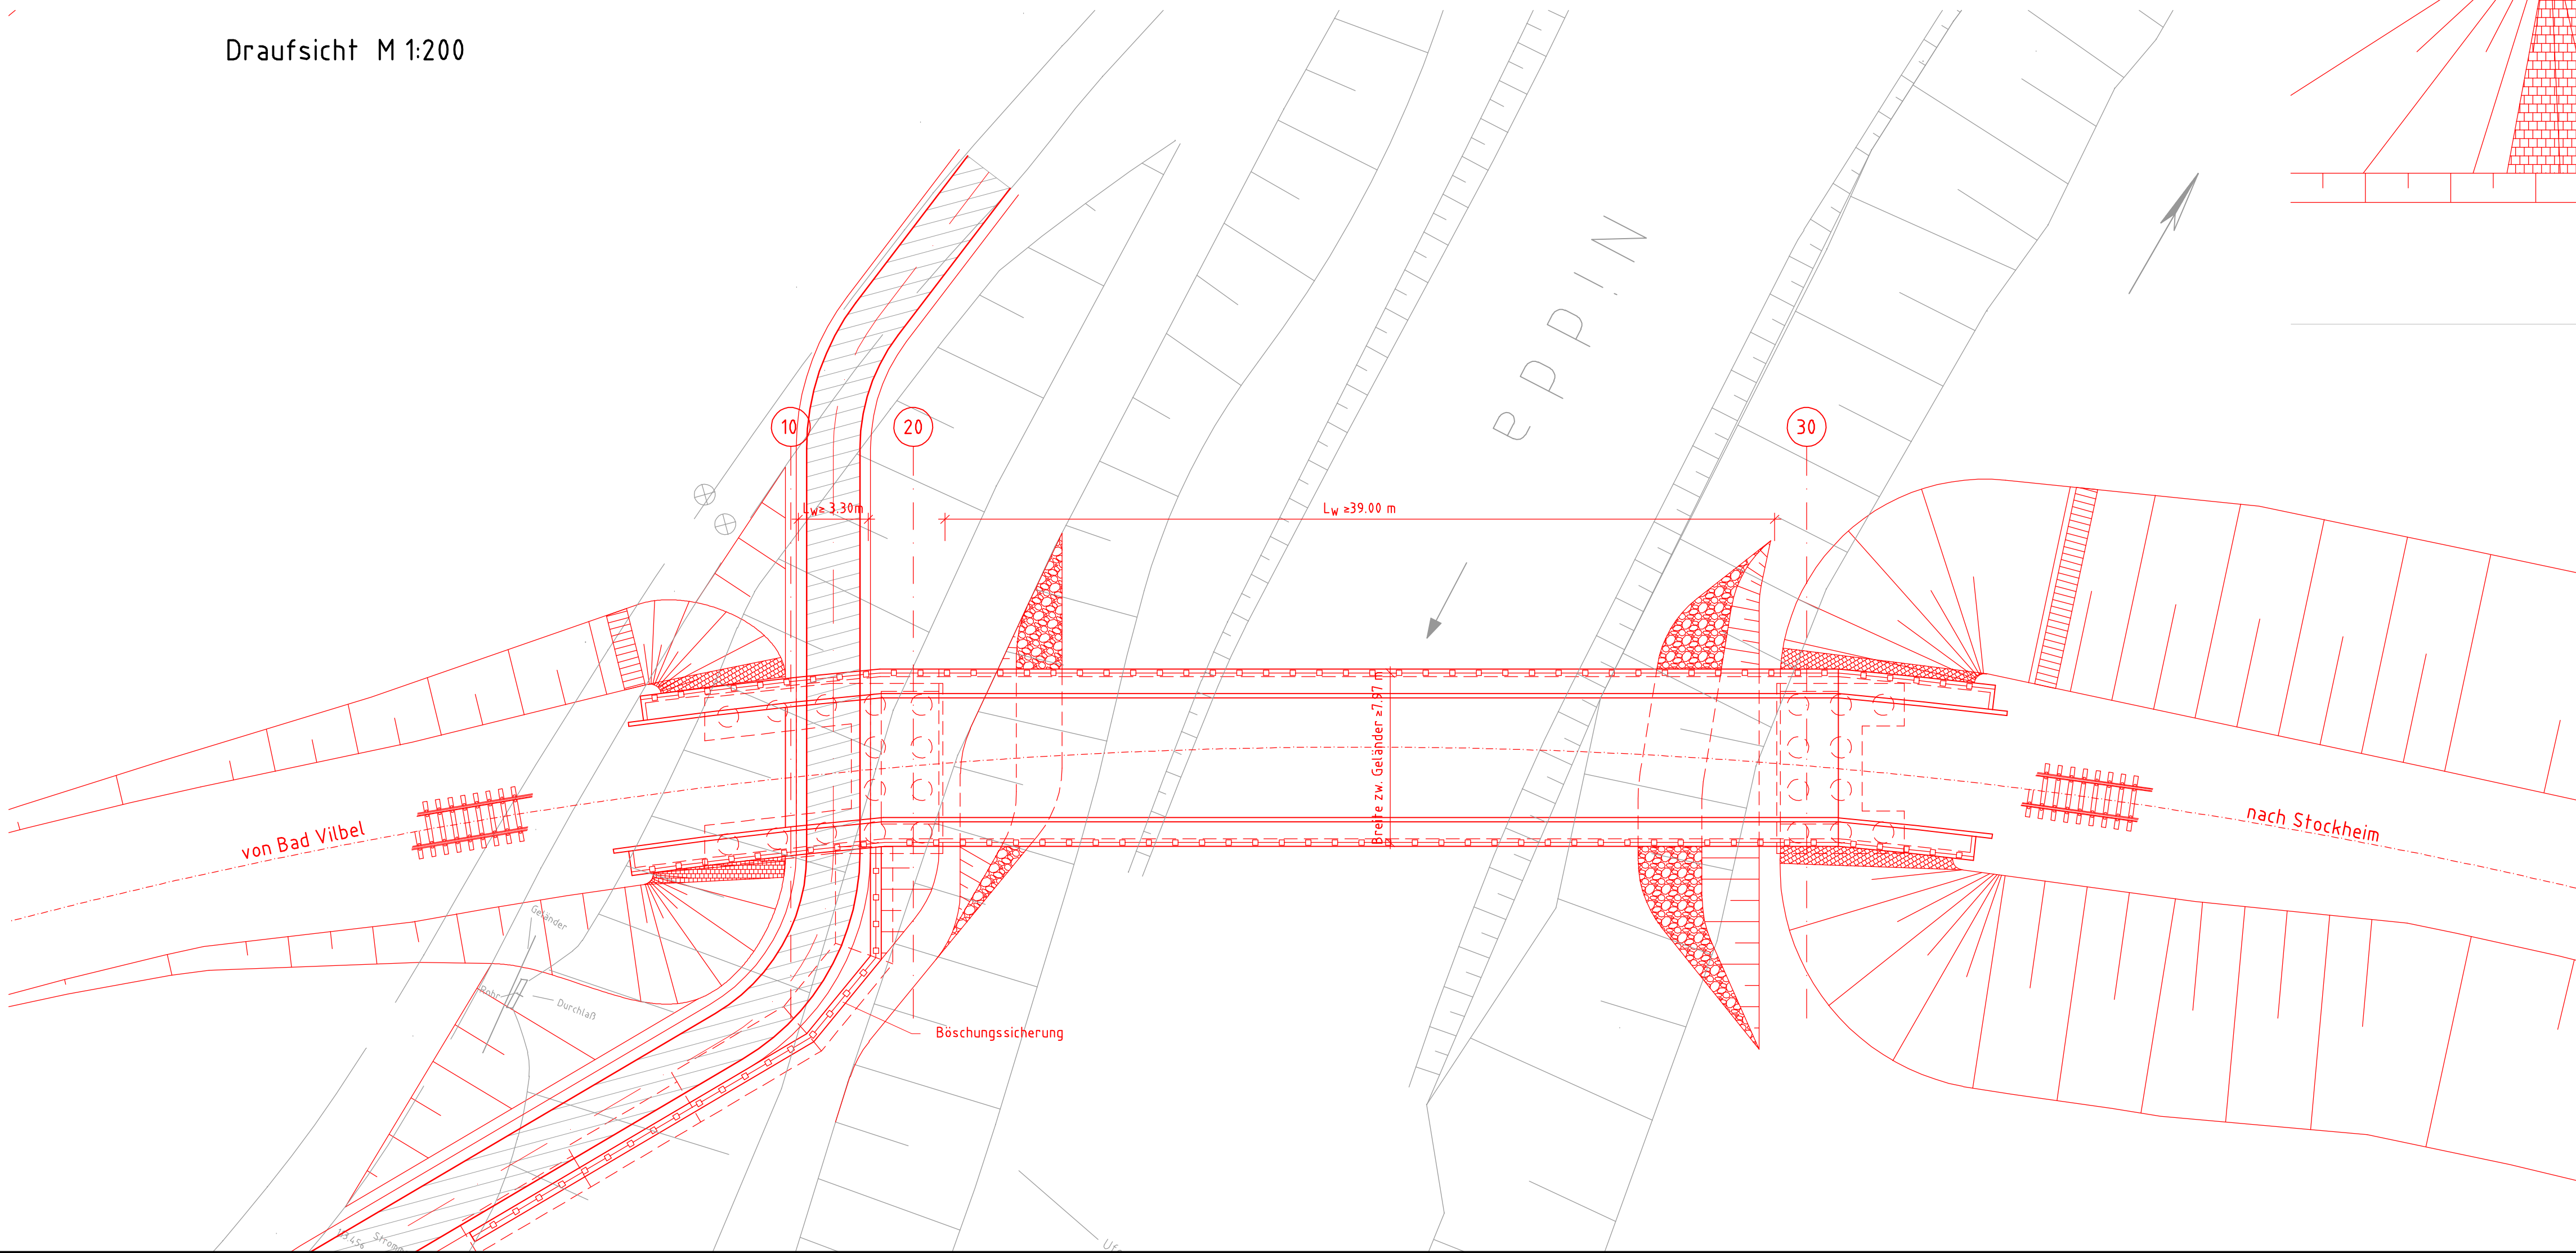 Draufsicht M 1:200
NIDDA
10
20
30
Lw≥ 3.30m
Lw ≥39.00 m
Breite zw. Geländer ≥7.97 m
von Bad Vilbel
nach Stockheim
Geländer
Rohr
Durchlaß
Böschungssicherung